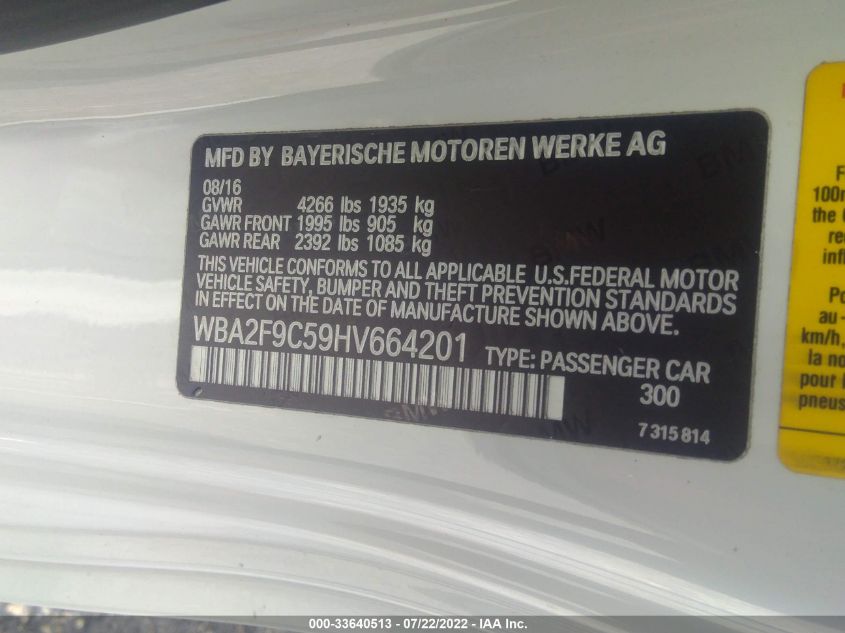 MFD BY BAYERISCHE MOTOREN WERKE AG
08/16
GVWR 4266 lbs 1935 kg
GAWR FRONT 1995 lbs 905 kg
GAWR REAR 2392 lbs 1085 kg
THIS VEHICLE CONFORMS TO ALL APPLICABLE U.S.FEDERAL MOTOR
VEHICLE SAFETY, BUMPER AND THEFT PREVENTION STANDARDS
IN EFFECT ON THE DATE OF MANUFACTURE SHOWN ABOVE.
WBA2F9C59HV664201 TYPE: PASSENGER CAR
300
7 315 814
100
the
inf
Po
au -
km/h,
la no
pour
pneus
000-33640513 - 07/22/2022 - IAA Inc.